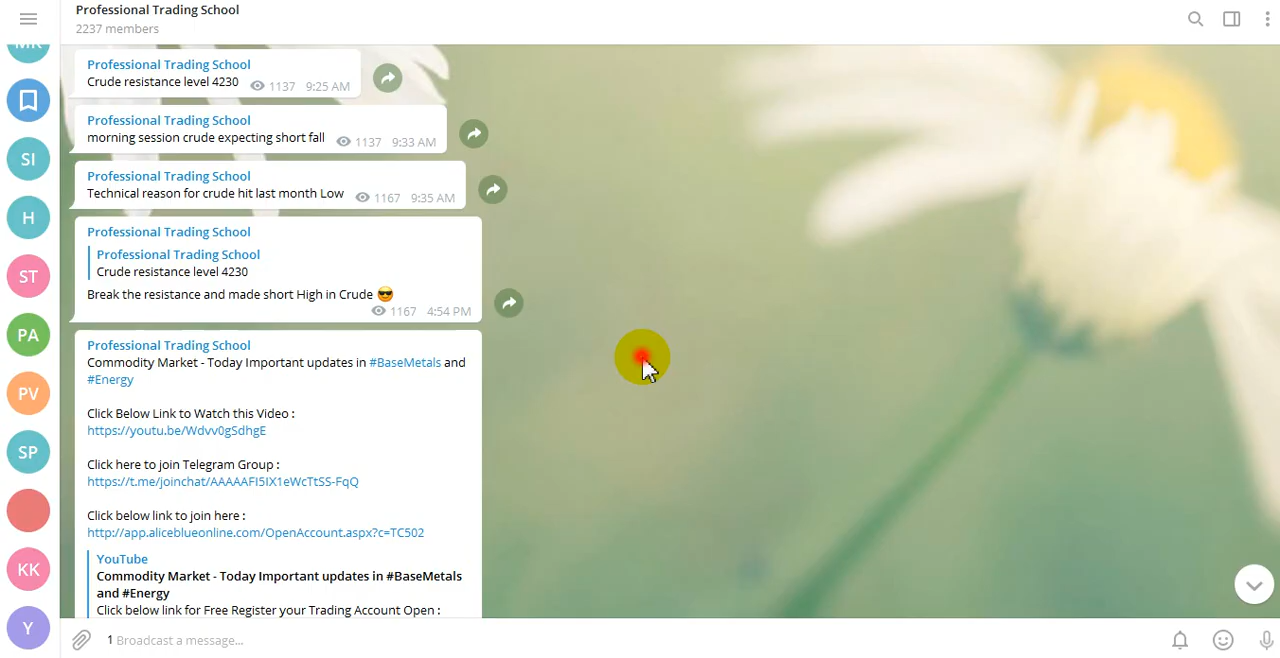 Professional Trading School
2237 members
MR
SI
H
ST
PA
PV
SP
KK
Y
Professional Trading School
Crude resistance level 4230
1137 9:25 AM
Professional Trading School
morning session crude expecting short fall
1137 9:33 AM
Professional Trading School
Technical reason for crude hit last month Low
1167 9:35 AM
Professional Trading School
Professional Trading School
Crude resistance level 4230
Break the resistance and made short High in Crude 😎
1167 4:54 PM
Professional Trading School
Commodity Market - Today Important updates in #BaseMetals and
#Energy
Click Below Link to Watch this Video :
https://youtu.be/Wdvv0gSdhgE
Click here to join Telegram Group :
https://t.me/joinchat/AAAAAFI5IX1eWcTtSS-FqQ
Click below link to join here :
http://app.aliceblueonline.com/OpenAccount.aspx?c=TC502
YouTube
Commodity Market - Today Important updates in #BaseMetals
and #Energy
Click below link for Free Register your Trading Account Open :
1 Broadcast a message...